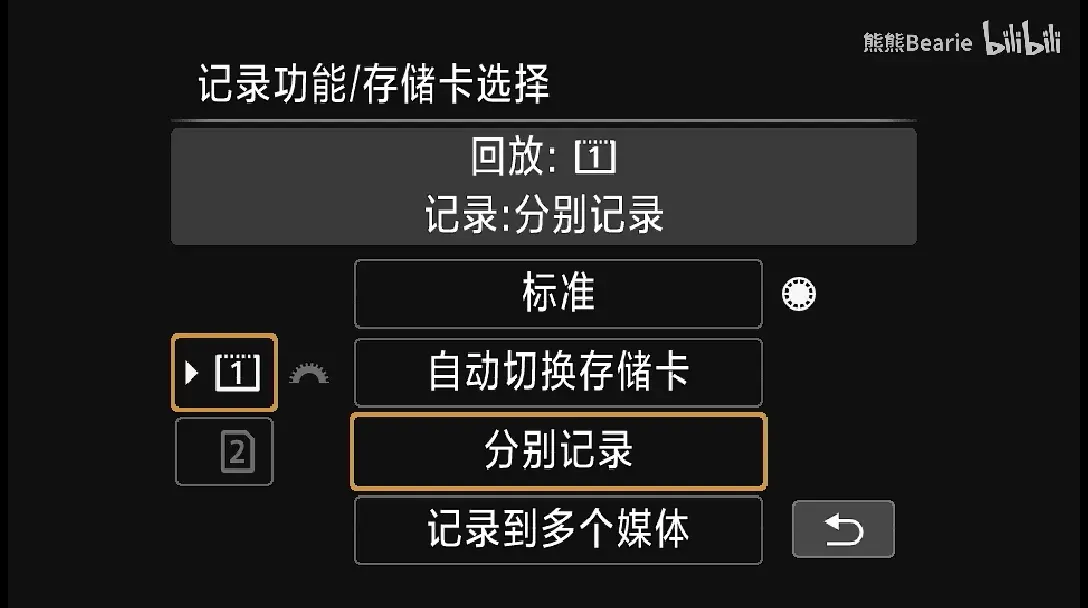 熊熊Bearie bilibili
记录功能/存储卡选择
回放: 1
记录:分别记录
标准
1 自动切换存储卡
2 分别记录
记录到多个媒体